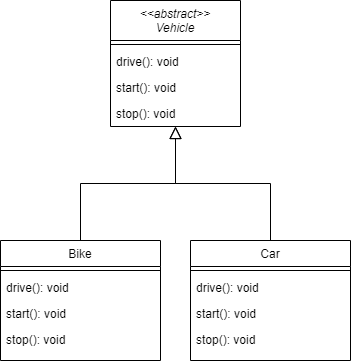 <<abstract>>
Vehicle
drive(): void
start(): void
stop(): void
Bike
drive(): void
start(): void
stop(): void
Car
drive(): void
start(): void
stop(): void